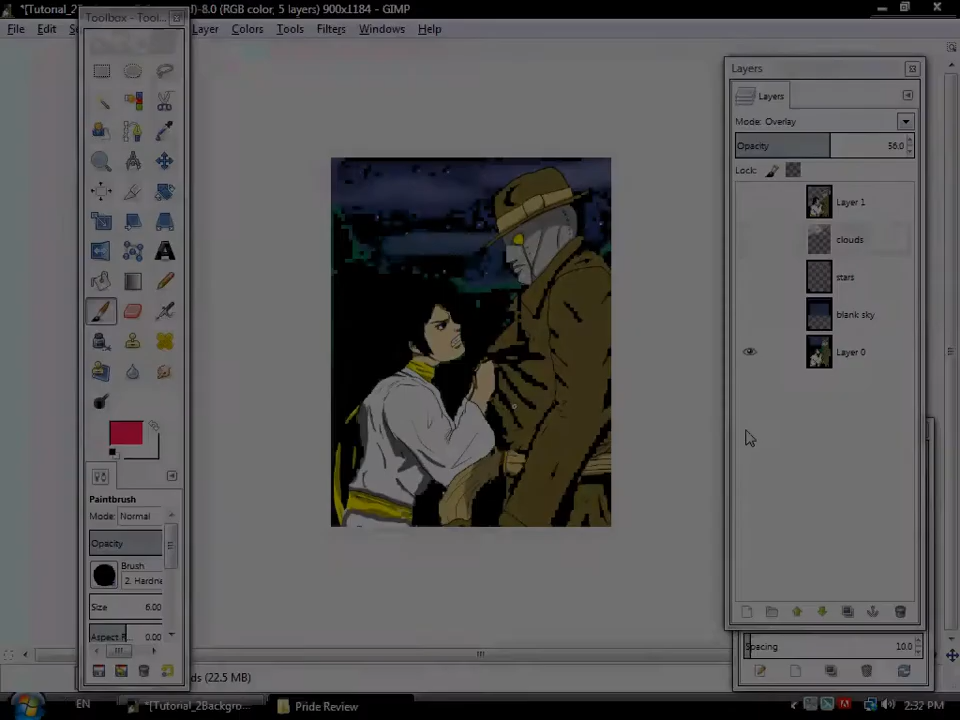 *[Tutorial_2
f)-8.0 (RGB color, 5 layers) 900x1184 - GIMP
Toolbox - Tool...
File Edit Layer Colors Tools Filters Windows Help
Layers
Layers
Mode: Overlay
Opacity 56.0
Lock:
Layer 1
clouds
stars
blank sky
Layer 0
Paintbrush
Mode: Normal
Opacity
Brush
2. Hardne
Size 6.00
Aspect R 0.00
Spacing 10.0
ds (22.5 MB)
EN
*[Tutorial_2Backgro...
Pride Review
2:32 PM